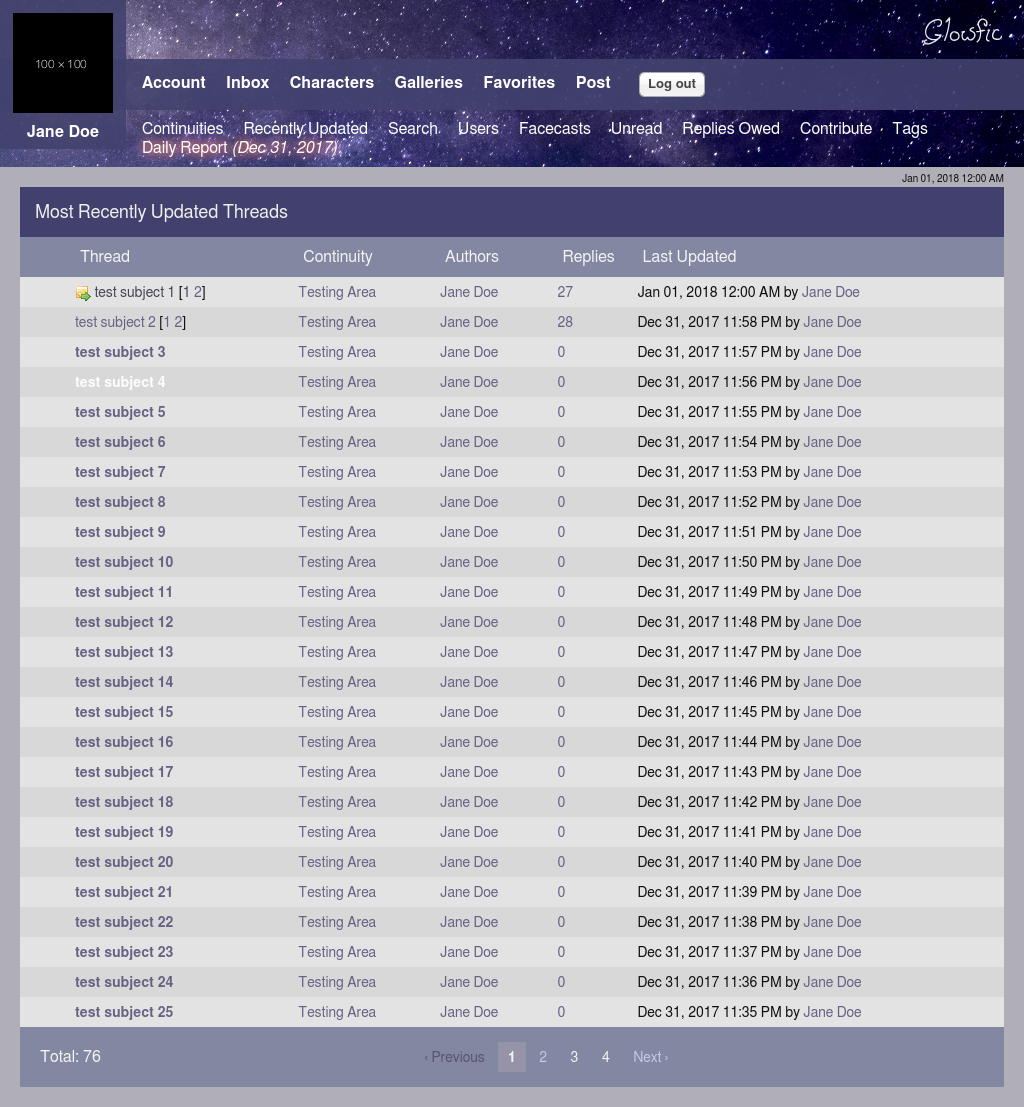 Glowfic
100 × 100
Account Inbox Characters Galleries Favorites Post Log out
Jane Doe
Continuities Recently Updated Search Users Facecasts Unread Replies Owed Contribute Tags
Daily Report (Dec 31, 2017)
Jan 01, 2018 12:00 AM
Most Recently Updated Threads
Thread Continuity Authors Replies Last Updated
test subject 1 [1 2] Testing Area Jane Doe 27 Jan 01, 2018 12:00 AM by Jane Doe
test subject 2 [1 2] Testing Area Jane Doe 28 Dec 31, 2017 11:58 PM by Jane Doe
test subject 3 Testing Area Jane Doe 0 Dec 31, 2017 11:57 PM by Jane Doe
test subject 4 Testing Area Jane Doe 0 Dec 31, 2017 11:56 PM by Jane Doe
test subject 5 Testing Area Jane Doe 0 Dec 31, 2017 11:55 PM by Jane Doe
test subject 6 Testing Area Jane Doe 0 Dec 31, 2017 11:54 PM by Jane Doe
test subject 7 Testing Area Jane Doe 0 Dec 31, 2017 11:53 PM by Jane Doe
test subject 8 Testing Area Jane Doe 0 Dec 31, 2017 11:52 PM by Jane Doe
test subject 9 Testing Area Jane Doe 0 Dec 31, 2017 11:51 PM by Jane Doe
test subject 10 Testing Area Jane Doe 0 Dec 31, 2017 11:50 PM by Jane Doe
test subject 11 Testing Area Jane Doe 0 Dec 31, 2017 11:49 PM by Jane Doe
test subject 12 Testing Area Jane Doe 0 Dec 31, 2017 11:48 PM by Jane Doe
test subject 13 Testing Area Jane Doe 0 Dec 31, 2017 11:47 PM by Jane Doe
test subject 14 Testing Area Jane Doe 0 Dec 31, 2017 11:46 PM by Jane Doe
test subject 15 Testing Area Jane Doe 0 Dec 31, 2017 11:45 PM by Jane Doe
test subject 16 Testing Area Jane Doe 0 Dec 31, 2017 11:44 PM by Jane Doe
test subject 17 Testing Area Jane Doe 0 Dec 31, 2017 11:43 PM by Jane Doe
test subject 18 Testing Area Jane Doe 0 Dec 31, 2017 11:42 PM by Jane Doe
test subject 19 Testing Area Jane Doe 0 Dec 31, 2017 11:41 PM by Jane Doe
test subject 20 Testing Area Jane Doe 0 Dec 31, 2017 11:40 PM by Jane Doe
test subject 21 Testing Area Jane Doe 0 Dec 31, 2017 11:39 PM by Jane Doe
test subject 22 Testing Area Jane Doe 0 Dec 31, 2017 11:38 PM by Jane Doe
test subject 23 Testing Area Jane Doe 0 Dec 31, 2017 11:37 PM by Jane Doe
test subject 24 Testing Area Jane Doe 0 Dec 31, 2017 11:36 PM by Jane Doe
test subject 25 Testing Area Jane Doe 0 Dec 31, 2017 11:35 PM by Jane Doe
Total: 76 ‹ Previous 1 2 3 4 Next ›